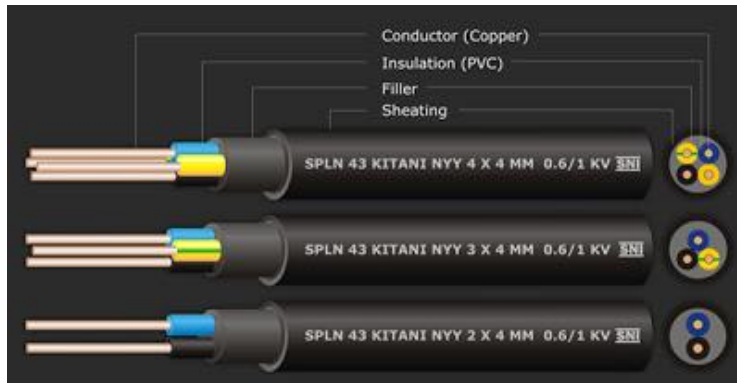 Conductor (Copper)
Insulation (PVC)
Filler
Sheating
SPLN 43 KITANI NYY 4 X 4 MM 0.6/1 KV SNI
SPLN 43 KITANI NYY 3 X 4 MM 0.6/1 KV SNI
SPLN 43 KITANI NYY 2 X 4 MM 0.6/1 KV SNI